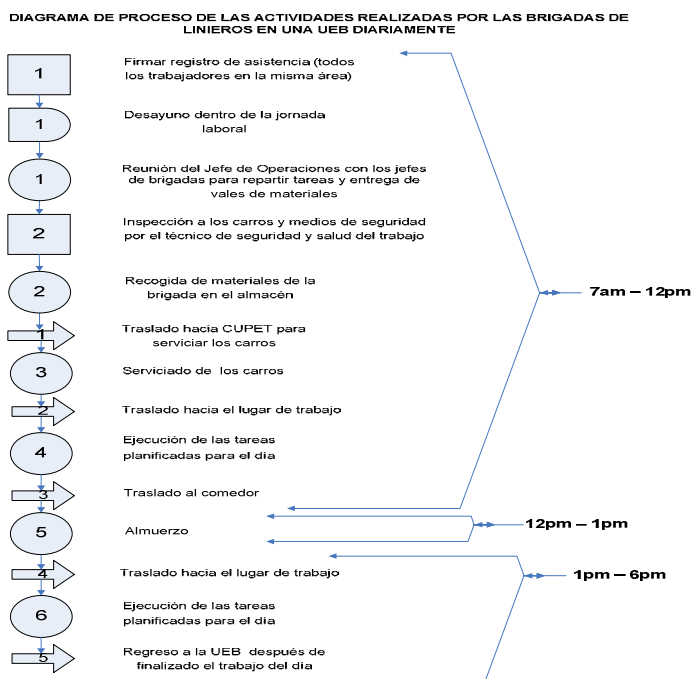 DIAGRAMA DE PROCESO DE LAS ACTIVIDADES REALIZADAS POR LAS BRIGADAS DE
LINIEROS EN UNA UEB DIARIAMENTE
1
Firmar registro de asistencia (todos
los trabajadores en la misma área)
1
Desayuno dentro de la jornada
laboral
1
Reunión del Jefe de Operaciones con los jefes
de brigadas para repartir tareas y entrega de
vales de materiales
2
Inspección a los carros y medios de seguridad
por el técnico de seguridad y salud del trabajo
2
Recogida de materiales de la
brigada en el almacén
7am – 12pm
1
Traslado hacia CUPET para
serviciar los carros
3
Serviciado de los carros
2
Traslado hacia el lugar de trabajo
4
Ejecución de las tareas
planificadas para el día
3
Traslado al comedor
5
Almuerzo
12pm – 1pm
4
Traslado hacia el lugar de trabajo
1pm – 6pm
6
Ejecución de las tareas
planificadas para el día
5
Regreso a la UEB después de
finalizado el trabajo del día